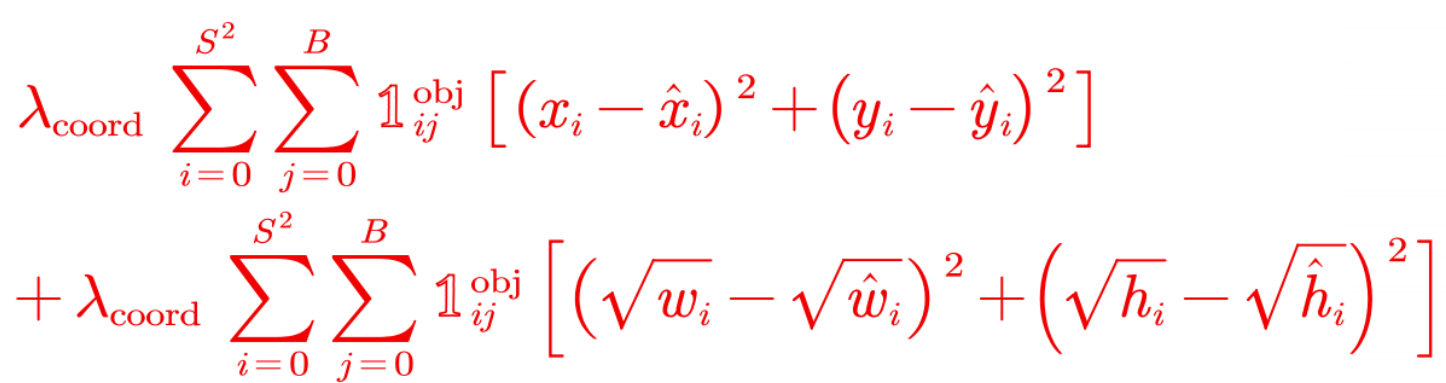 λ_coord ∑_{i=0}^{S^2} ∑_{j=0}^{B} 𝟙_{ij}^{obj} [(x_i − x̂_i)^2 + (y_i − ŷ_i)^2]
+ λ_coord ∑_{i=0}^{S^2} ∑_{j=0}^{B} 𝟙_{ij}^{obj} [(√w_i − √ŵ_i)^2 + (√h_i − √ĥ_i)^2]